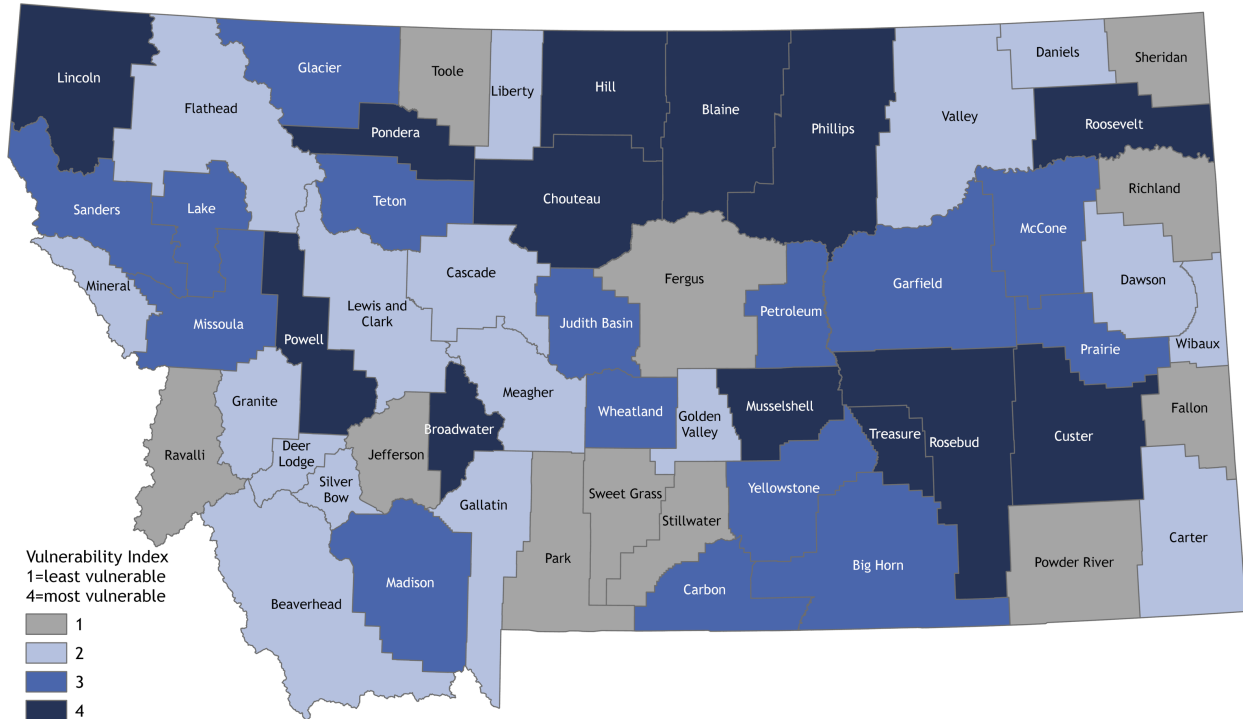 Lincoln
Flathead
Glacier
Toole
Liberty
Hill
Blaine
Phillips
Valley
Daniels
Sheridan
Roosevelt
Pondera
Chouteau
Teton
Richland
Sanders
Lake
McCone
Mineral
Missoula
Powell
Lewis and
Clark
Cascade
Judith Basin
Fergus
Petroleum
Garfield
Dawson
Prairie
Wibaux
Granite
Deer
Lodge
Silver
Bow
Jefferson
Broadwater
Meagher
Wheatland
Golden
Valley
Musselshell
Treasure
Rosebud
Custer
Fallon
Ravalli
Gallatin
Sweet Grass
Stillwater
Yellowstone
Park
Carbon
Big Horn
Powder River
Carter
Madison
Beaverhead
Vulnerability Index
1=least vulnerable
4=most vulnerable
1
2
3
4